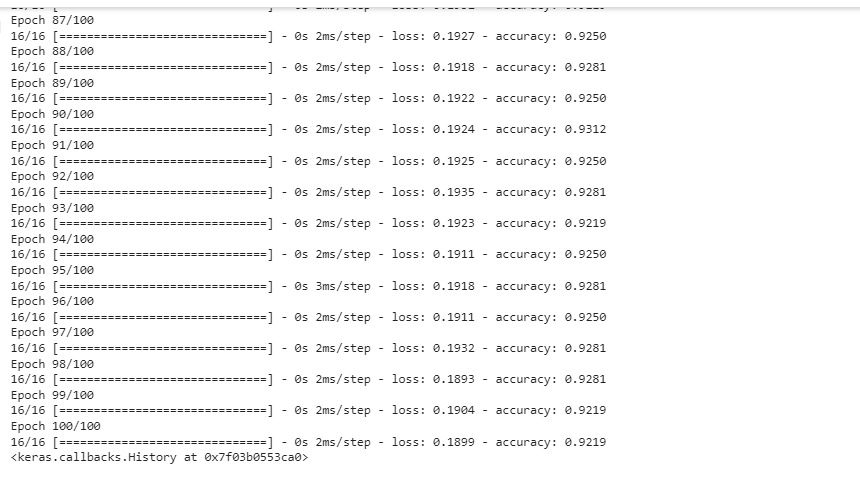 Epoch 87/100
16/16 [==============================] - 0s 2ms/step - loss: 0.1927 - accuracy: 0.9250
Epoch 88/100
16/16 [==============================] - 0s 2ms/step - loss: 0.1918 - accuracy: 0.9281
Epoch 89/100
16/16 [==============================] - 0s 2ms/step - loss: 0.1922 - accuracy: 0.9250
Epoch 90/100
16/16 [==============================] - 0s 2ms/step - loss: 0.1924 - accuracy: 0.9312
Epoch 91/100
16/16 [==============================] - 0s 2ms/step - loss: 0.1925 - accuracy: 0.9250
Epoch 92/100
16/16 [==============================] - 0s 2ms/step - loss: 0.1935 - accuracy: 0.9281
Epoch 93/100
16/16 [==============================] - 0s 2ms/step - loss: 0.1923 - accuracy: 0.9219
Epoch 94/100
16/16 [==============================] - 0s 2ms/step - loss: 0.1911 - accuracy: 0.9250
Epoch 95/100
16/16 [==============================] - 0s 3ms/step - loss: 0.1918 - accuracy: 0.9281
Epoch 96/100
16/16 [==============================] - 0s 2ms/step - loss: 0.1911 - accuracy: 0.9250
Epoch 97/100
16/16 [==============================] - 0s 2ms/step - loss: 0.1932 - accuracy: 0.9281
Epoch 98/100
16/16 [==============================] - 0s 2ms/step - loss: 0.1893 - accuracy: 0.9281
Epoch 99/100
16/16 [==============================] - 0s 2ms/step - loss: 0.1904 - accuracy: 0.9219
Epoch 100/100
16/16 [==============================] - 0s 2ms/step - loss: 0.1899 - accuracy: 0.9219
<keras.callbacks.History at 0x7f03b0553ca0>